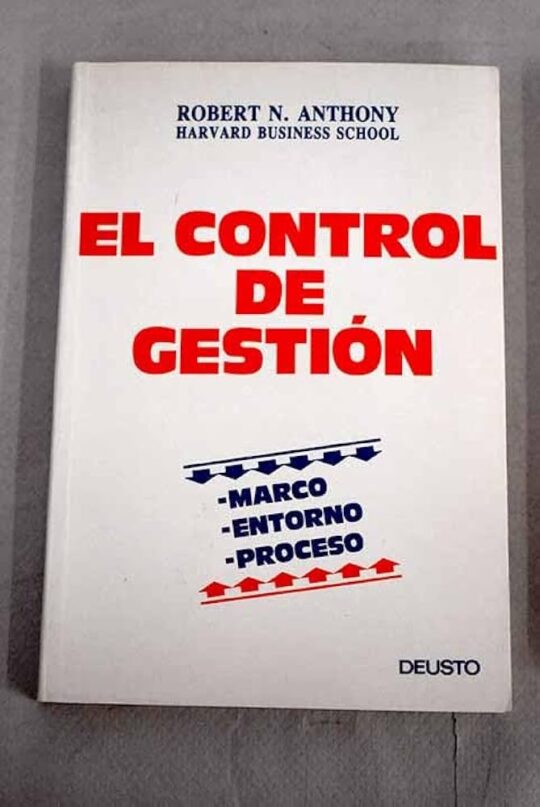 ROBERT N. ANTHONY
HARVARD BUSINESS SCHOOL
EL CONTROL
DE
GESTIÓN
-MARCO
-ENTORNO
-PROCESO
DEUSTO